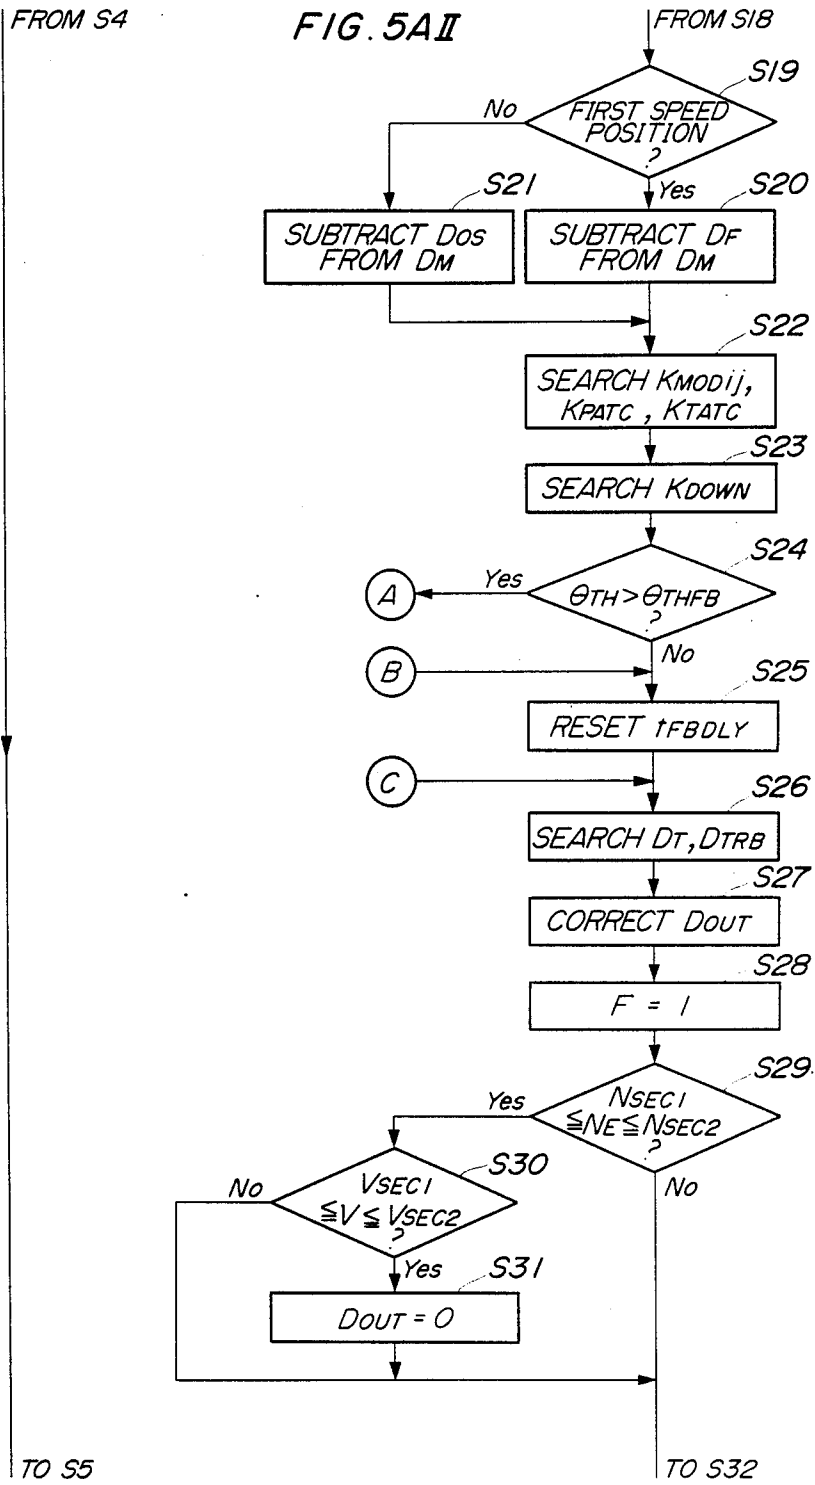 FROM S4
FIG. 5A II
FROM S18
S19
No
FIRST SPEED
POSITION
?
Yes
S21
S20
SUBTRACT DOS
FROM DM
SUBTRACT DF
FROM DM
S22
SEARCH KMODij,
KPATC , KTATC
S23
SEARCH KDOWN
S24
A
Yes
θTH > θTHFB
?
No
B
S25
RESET tFBDLY
C
S26
SEARCH DT, DTRB
S27
CORRECT DOUT
S28
F = 1
S29
Yes
NSEC1
≦NE≦NSEC2
?
No
S30
No
VSEC1
≦V≦VSEC2
?
Yes
S31
DOUT = 0
TO S5
TO S32